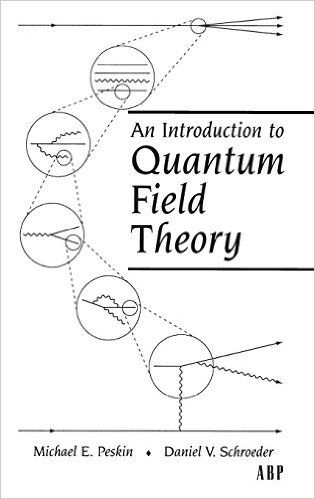 An Introduction to
Quantum
Field
Theory
Michael E. Peskin ♦ Daniel V. Schroeder
ABP